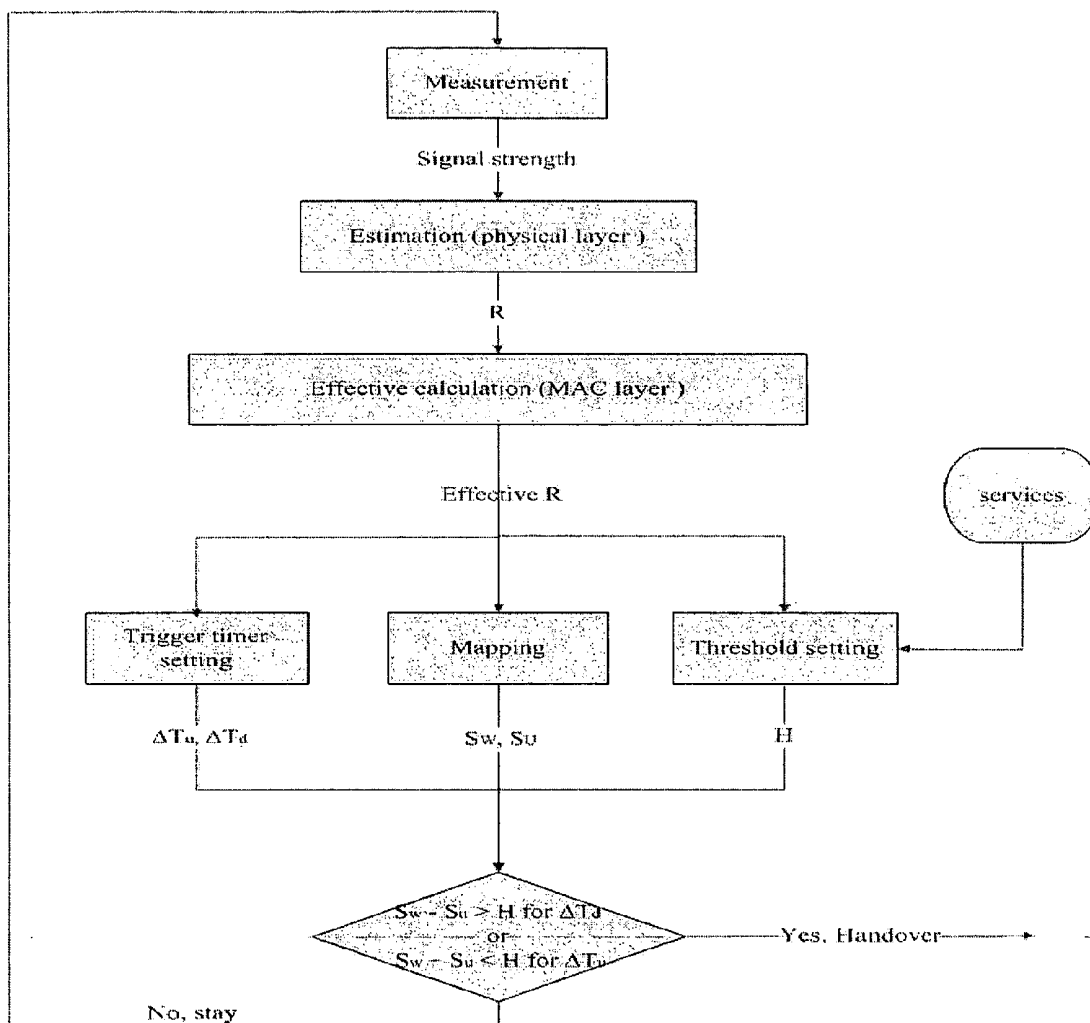 Measurement
Signal strength
Estimation (physical layer )
R
Effective calculation (MAC layer )
Effective R
services
Trigger timer
setting
Mapping
Threshold setting
ΔTu, ΔTd
Sw, SU
H
Sw - Su > H for ΔTd
or
Sw - Su < H for ΔTu
Yes, Handover
No, stay